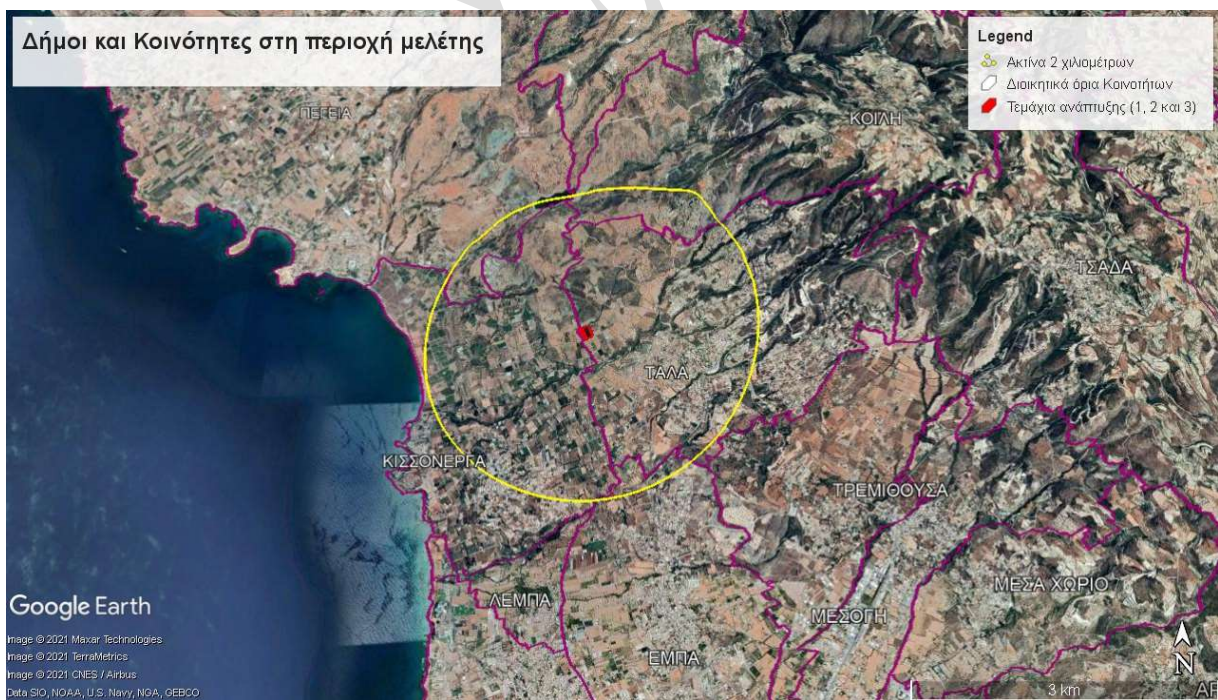 Δήμοι και Κοινότητες στη περιοχή μελέτης
Legend
Ακτίνα 2 χιλιομέτρων
Διοικητικά όρια Κοινοτήτων
Τεμάχια ανάπτυξης (1, 2 και 3)
ΠΕΓΕΙΑ
ΚΟΙΛΗ
ΤΣΑΔΑ
ΤΑΛΑ
ΚΙΣΣΟΝΕΡΓΑ
ΤΡΕΜΙΘΟΥΣΑ
ΛΕΜΠΑ
ΜΕΣΑ ΧΩΡΙΟ
ΜΕΣΟΓΗ
ΕΜΠΑ
Google Earth
Image © 2021 Maxar Technologies
Image © 2021 TerraMetrics
Image © 2021 CNES / Airbus
Data SIO, NOAA, U.S. Navy, NGA, GEBCO
N
3 km